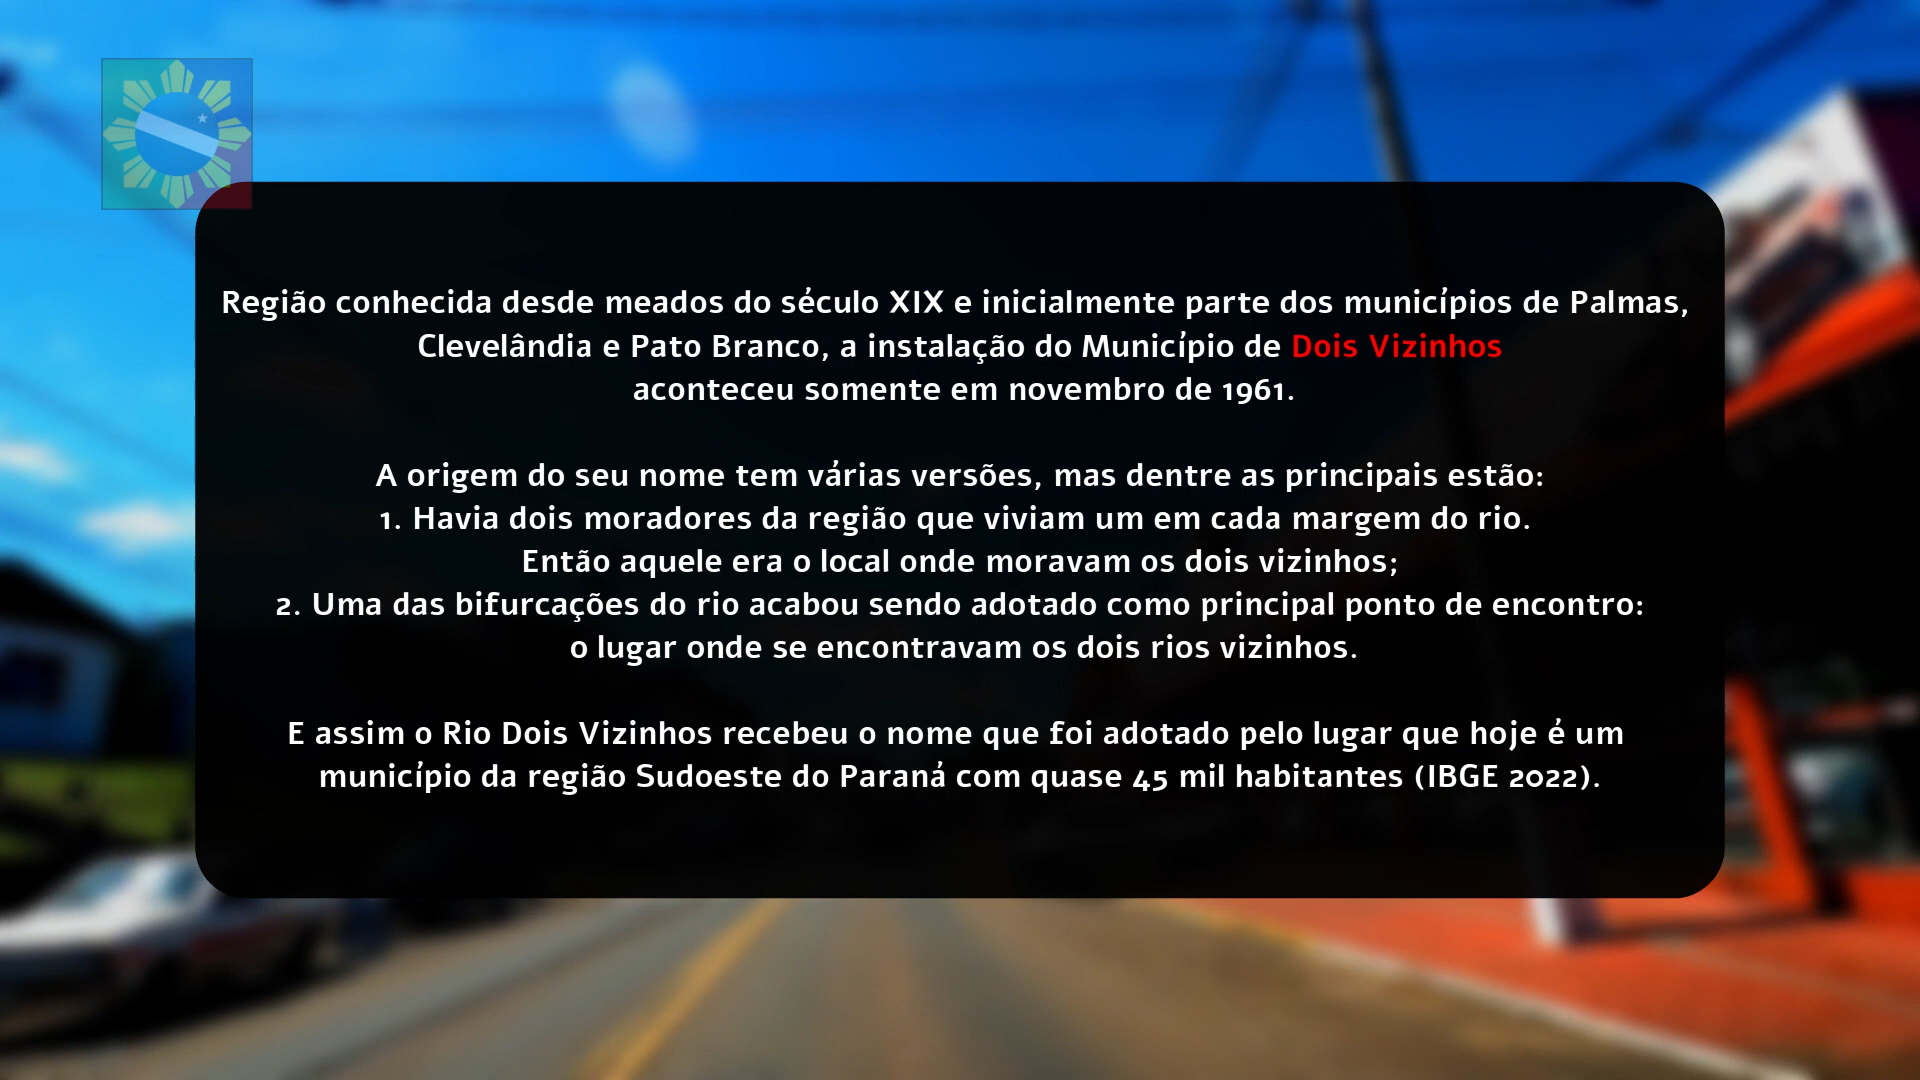 Região conhecida desde meados do século XIX e inicialmente parte dos municípios de Palmas,
Clevelândia e Pato Branco, a instalação do Município de Dois Vizinhos
aconteceu somente em novembro de 1961.
A origem do seu nome tem várias versões, mas dentre as principais estão:
1. Havia dois moradores da região que viviam um em cada margem do rio.
Então aquele era o local onde moravam os dois vizinhos;
2. Uma das bifurcações do rio acabou sendo adotado como principal ponto de encontro:
o lugar onde se encontravam os dois rios vizinhos.
E assim o Rio Dois Vizinhos recebeu o nome que foi adotado pelo lugar que hoje é um
município da região Sudoeste do Paraná com quase 45 mil habitantes (IBGE 2022).